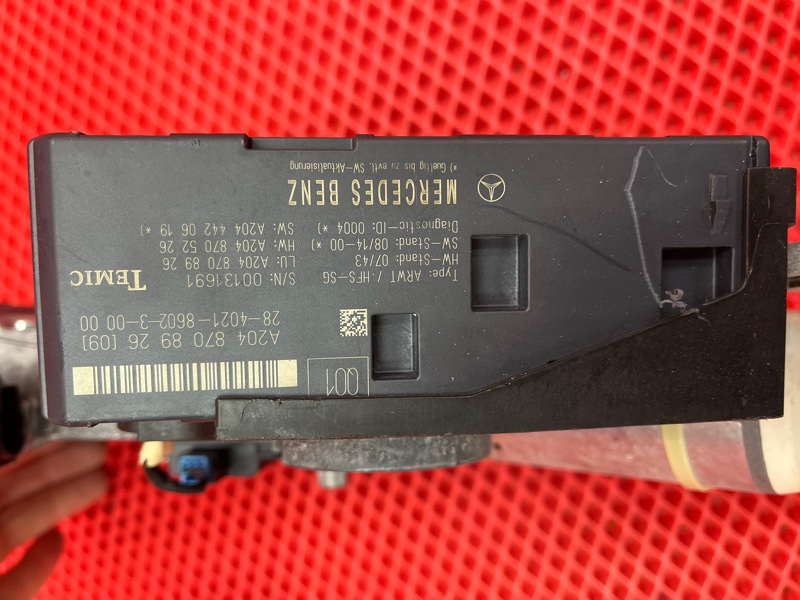 A204 870 89 26 [09]
28-4021-8602-3-00 00
Q01
S/N: 00131691
LU: A204 870 89 26
HW: A204 870 52 26
SW: A204 442 06 19 *)
TEMIC
Type: ARWT / HFS-SG
HW-Stand: 07/43
SW-Stand: 08/14-00 *)
Diagnostic-ID: 0004 *)
MERCEDES BENZ
*) Gueltig bis zu evtl. SW-Aktualisierung